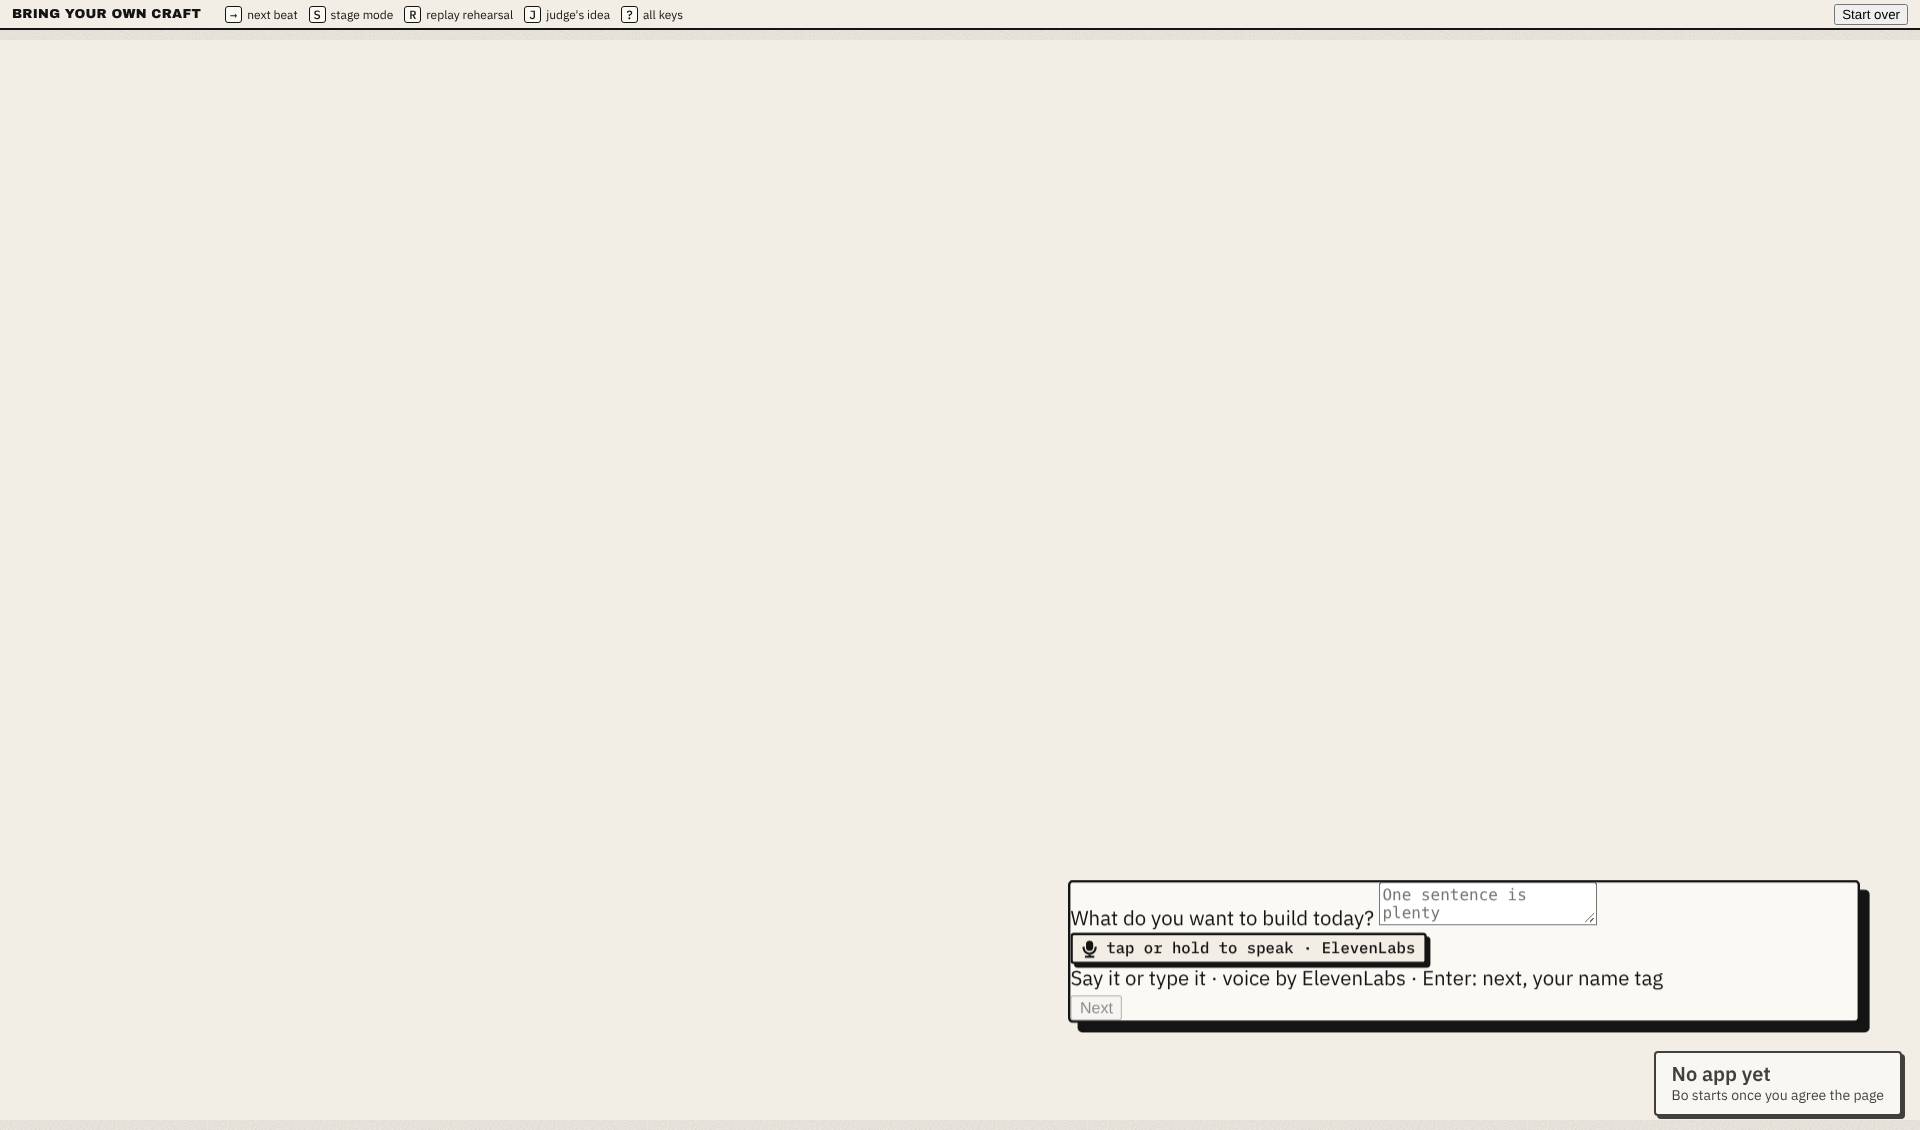 BRING YOUR OWN CRAFT → next beat S stage mode R replay rehearsal J judge's idea ? all keys Start over
What do you want to build today? One sentence is plenty
tap or hold to speak · ElevenLabs
Say it or type it · voice by ElevenLabs · Enter: next, your name tag
Next
No app yet
Bo starts once you agree the page